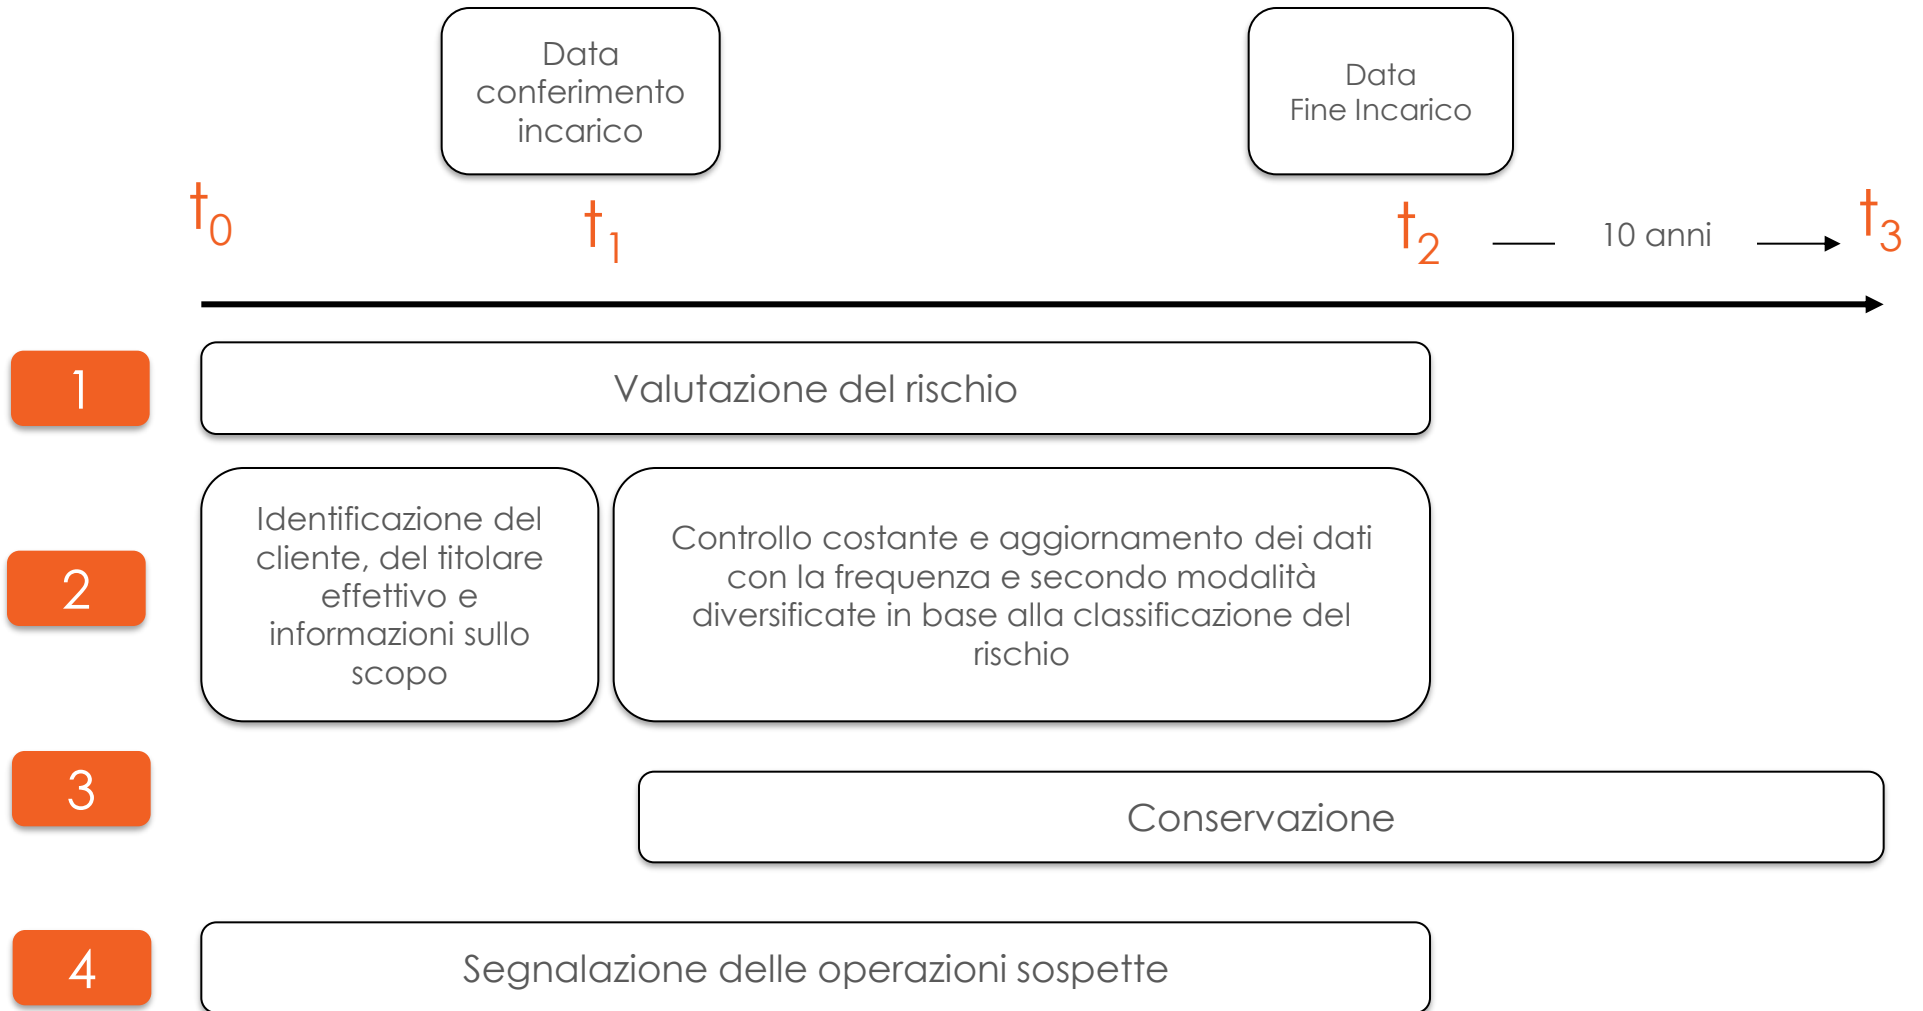 Data
conferimento
incarico
Data
Fine Incarico
t0
t1
t2
10 anni
t3
1
Valutazione del rischio
2
Identificazione del
cliente, del titolare
effettivo e
informazioni sullo
scopo
Controllo costante e aggiornamento dei dati
con la frequenza e secondo modalità
diversificate in base alla classificazione del
rischio
3
Conservazione
4
Segnalazione delle operazioni sospette